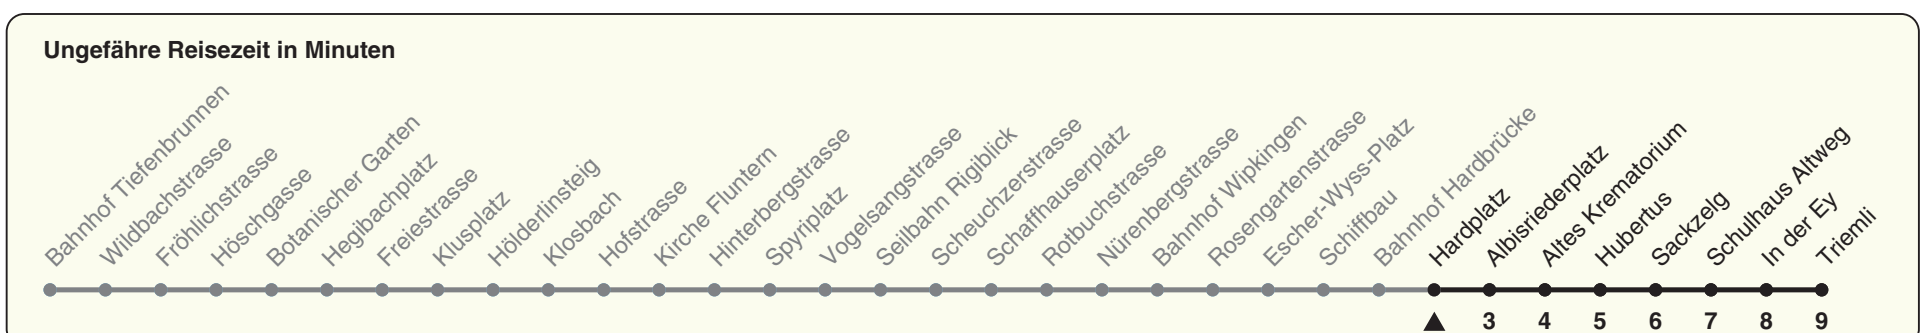 Ungefähre Reisezeit in Minuten
Bahnhof Tiefenbrunnen
Wildbachstrasse
Fröhlichstrasse
Höschgasse
Botanischer Garten
Hegibachplatz
Freiestrasse
Klusplatz
Hölderlinsteig
Klosbach
Hofstrasse
Kirche Fluntern
Hinterbergstrasse
Spyriplatz
Vogelsangstrasse
Seilbahn Rigiblick
Scheuchzerstrasse
Schaffhauserplatz
Rotbuchstrasse
Nürenbergstrasse
Bahnhof Wipkingen
Rosengartenstrasse
Escher-Wyss-Platz
Schiffbau
Bahnhof Hardbrücke
Hardplatz
Albisriederplatz
Altes Krematorium
Hubertus
Sackzelg
Schulhaus Altweg
In der Ey
Triemli
3 4 5 6 7 8 9